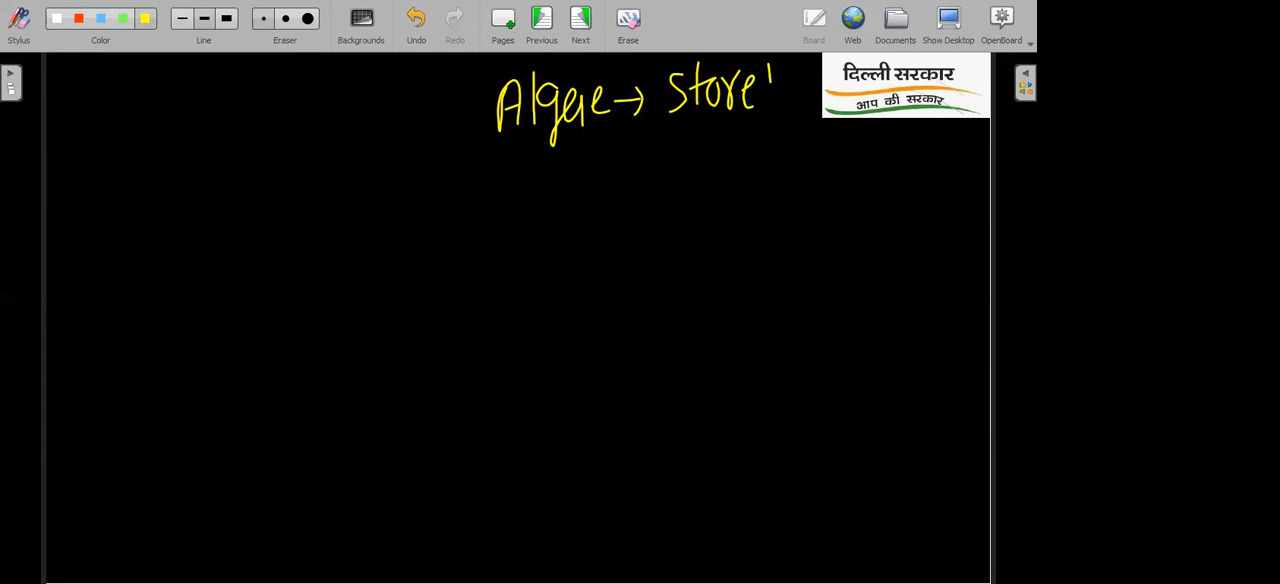 Stylus Color Line Eraser Backgrounds Undo Redo Pages Previous Next Erase Board Web Documents Show Desktop OpenBoard
Algae → Store'
दिल्ली सरकार
आप की सरकार